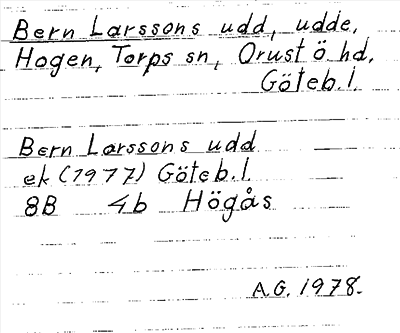 Bern Larssons udd, udde,
Hogen, Torps sn, Orust ö hd,
Göteb.l.
Bern Larssons udd
ek (1977) Göteb.l.
8B 4b Högås
A.G. 1978.